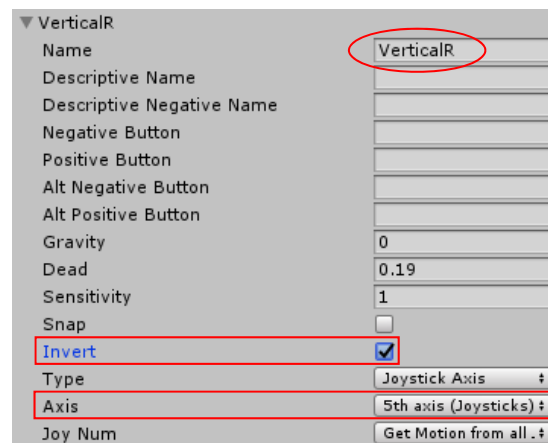 VerticalR
Name VerticalR
Descriptive Name
Descriptive Negative Name
Negative Button
Positive Button
Alt Negative Button
Alt Positive Button
Gravity 0
Dead 0.19
Sensitivity 1
Snap
Invert
Type Joystick Axis
Axis 5th axis (Joysticks)
Joy Num Get Motion from all .